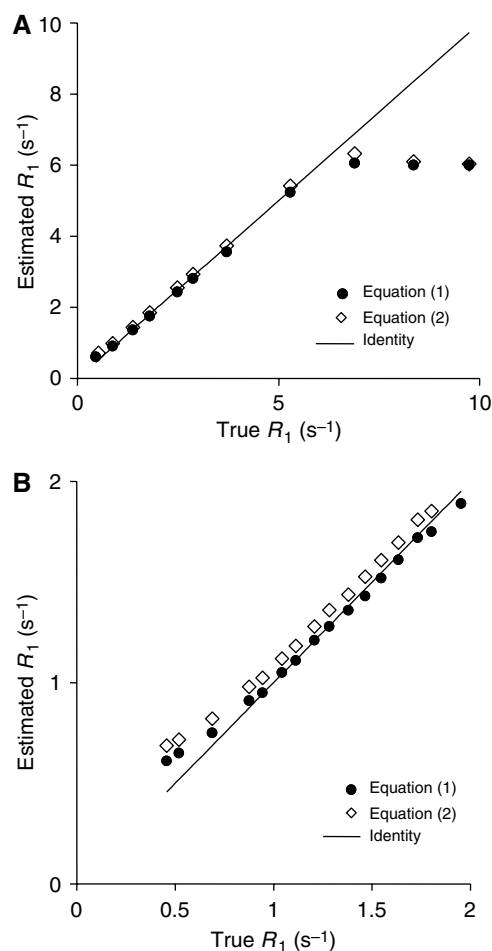 A
Estimated R₁ (s⁻¹)
10
8
6
4
2
0
Equation (1)
Equation (2)
Identity
0
5
10
True R₁ (s⁻¹)
B
Estimated R₁ (s⁻¹)
2
1
0
Equation (1)
Equation (2)
Identity
0
0.5
1
1.5
2
True R₁ (s⁻¹)